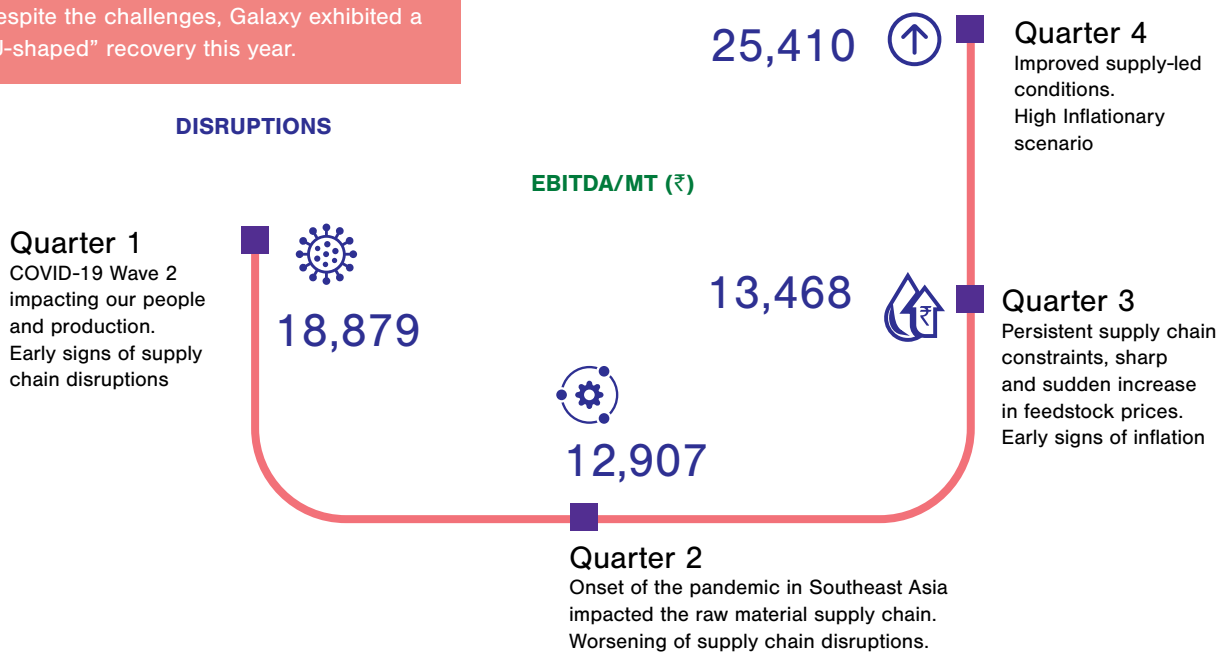 espite the challenges, Galaxy exhibited a
U-shaped” recovery this year.
DISRUPTIONS
EBITDA/MT (₹)
Quarter 1
COVID-19 Wave 2
impacting our people
and production.
Early signs of supply
chain disruptions
18,879
12,907
Quarter 2
Onset of the pandemic in Southeast Asia
impacted the raw material supply chain.
Worsening of supply chain disruptions.
13,468
₹
Quarter 3
Persistent supply chain
constraints, sharp
and sudden increase
in feedstock prices.
Early signs of inflation
25,410
Quarter 4
Improved supply-led
conditions.
High Inflationary
scenario